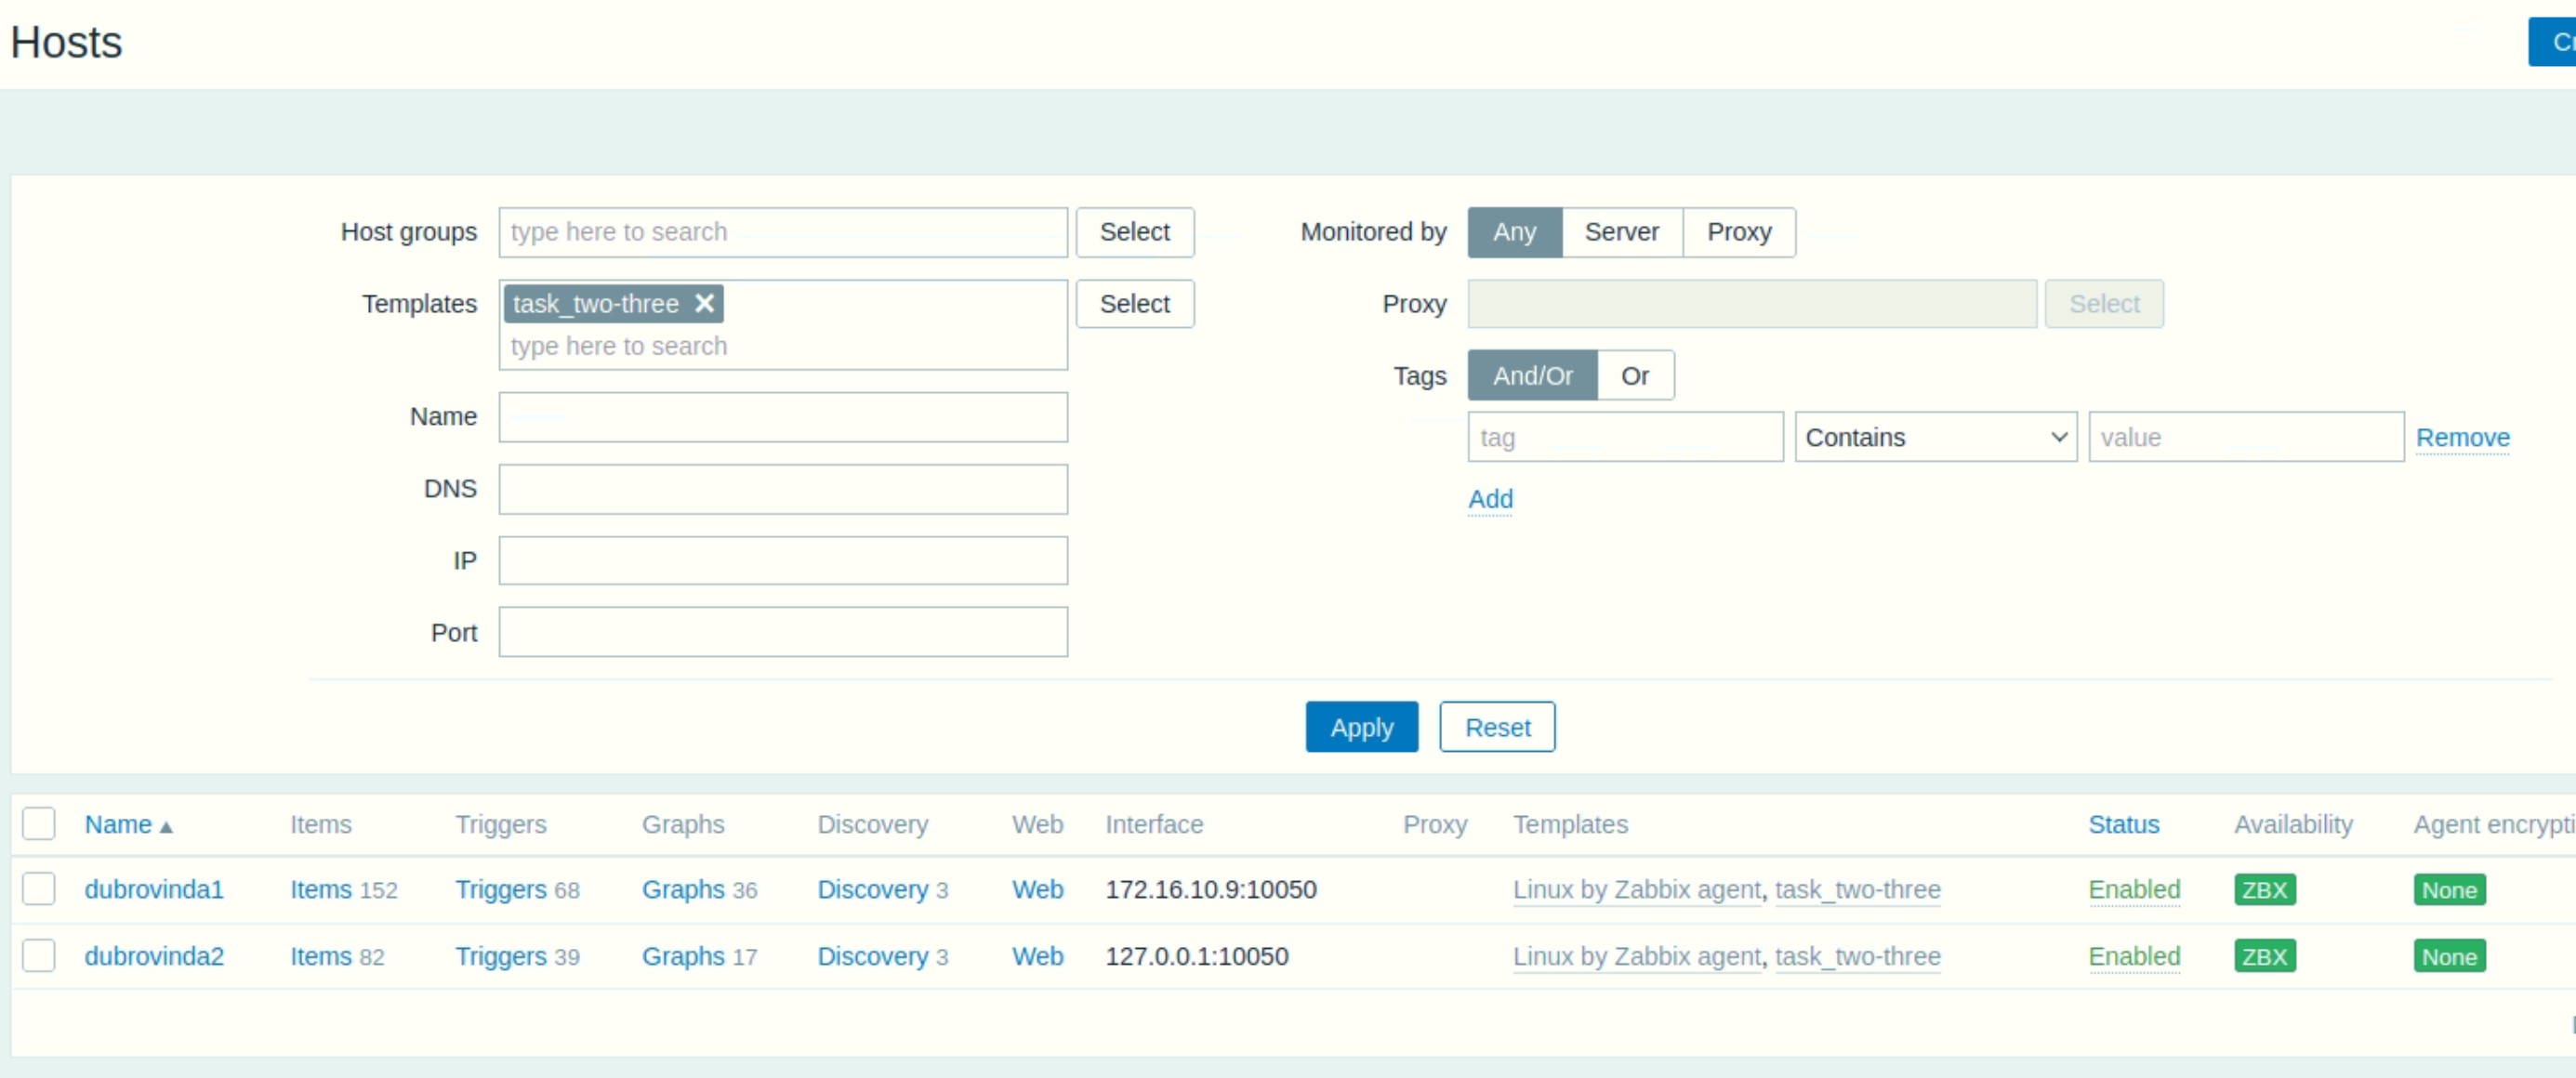 Hosts
Host groups type here to search Select Monitored by Any Server Proxy
Templates task_two-three Select Proxy Select
type here to search
Tags And/Or Or
Name
tag Contains value Remove
DNS
Add
IP
Port
Apply Reset
Name Items Triggers Graphs Discovery Web Interface Proxy Templates Status Availability Agent
dubrovinda1 Items 152 Triggers 68 Graphs 36 Discovery 3 Web 172.16.10.9:10050 Linux by Zabbix agent, task_two-three Enabled ZBX None
dubrovinda2 Items 82 Triggers 39 Graphs 17 Discovery 3 Web 127.0.0.1:10050 Linux by Zabbix agent, task_two-three Enabled ZBX None